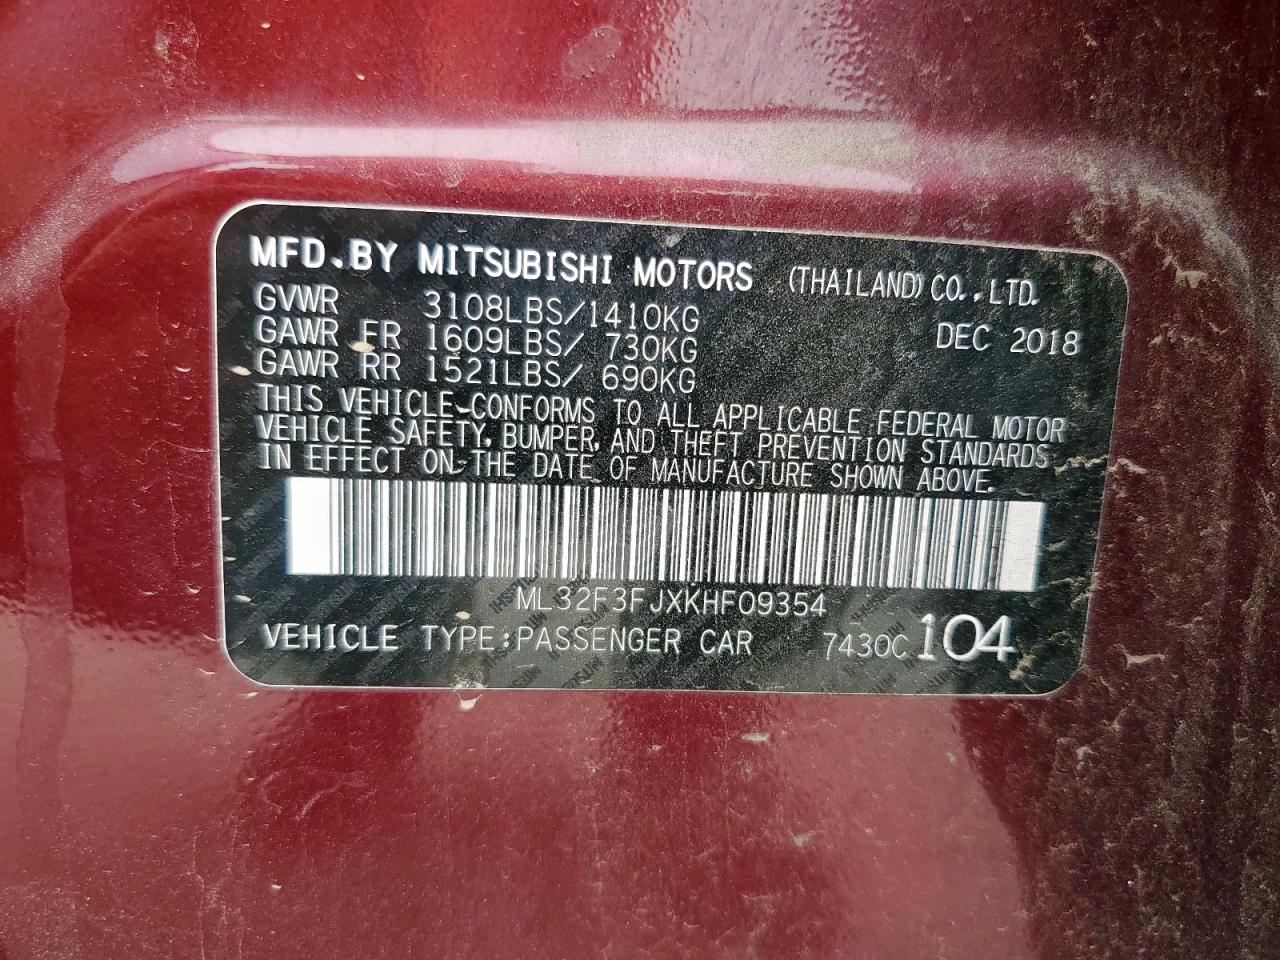 MFD.BY MITSUBISHI MOTORS (THAILAND) CO.,LTD.
GVWR 3108LBS/1410KG DEC 2018
GAWR FR 1609LBS/ 730KG
GAWR RR 1521LBS/ 690KG
THIS VEHICLE CONFORMS TO ALL APPLICABLE FEDERAL MOTOR
VEHICLE SAFETY, BUMPER, AND THEFT PREVENTION STANDARDS
IN EFFECT ON THE DATE OF MANUFACTURE SHOWN ABOVE.
ML32F3FJXKHF09354
VEHICLE TYPE:PASSENGER CAR 7430C 104